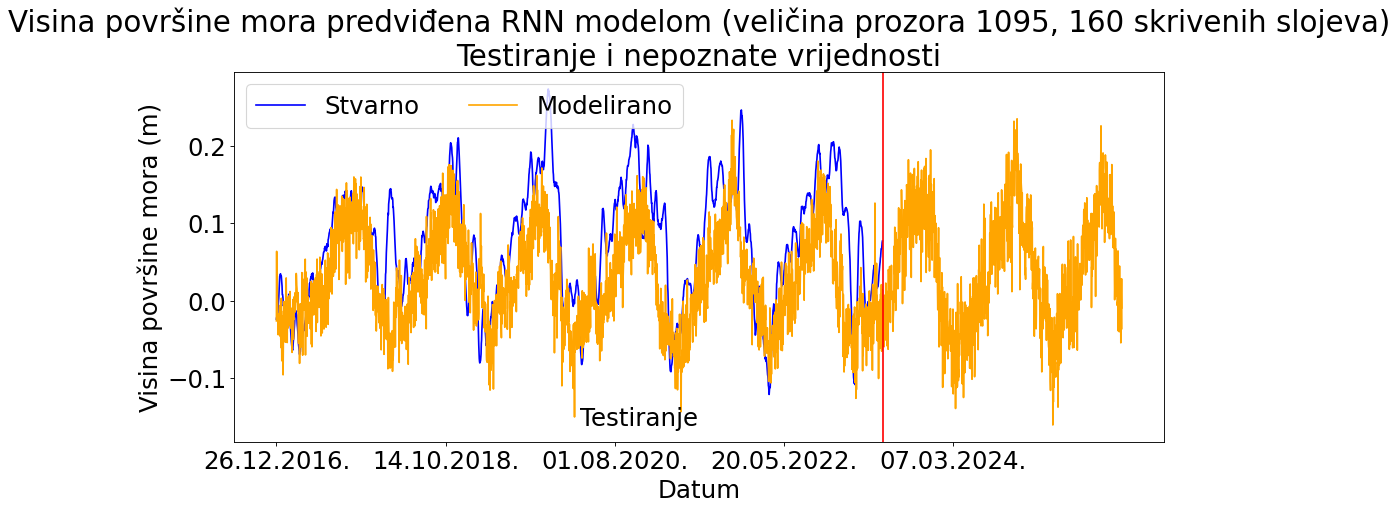 Visina površine mora predviđena RNN modelom (veličina prozora 1095, 160 skrivenih slojeva)
Testiranje i nepoznate vrijednosti
Stvarno
Modelirano
Visina površine mora (m)
0.2
0.1
0.0
−0.1
Testiranje
26.12.2016.
14.10.2018.
01.08.2020.
20.05.2022.
07.03.2024.
Datum